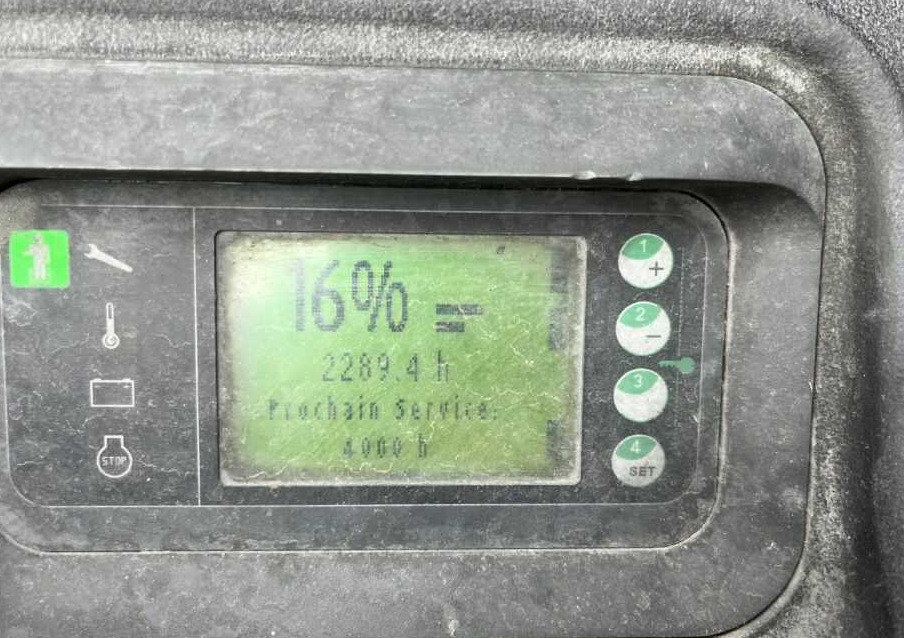 16%
2289.4 h
Prochain Service:
4000 h
1
+
2
−
3
4
SET
STOP